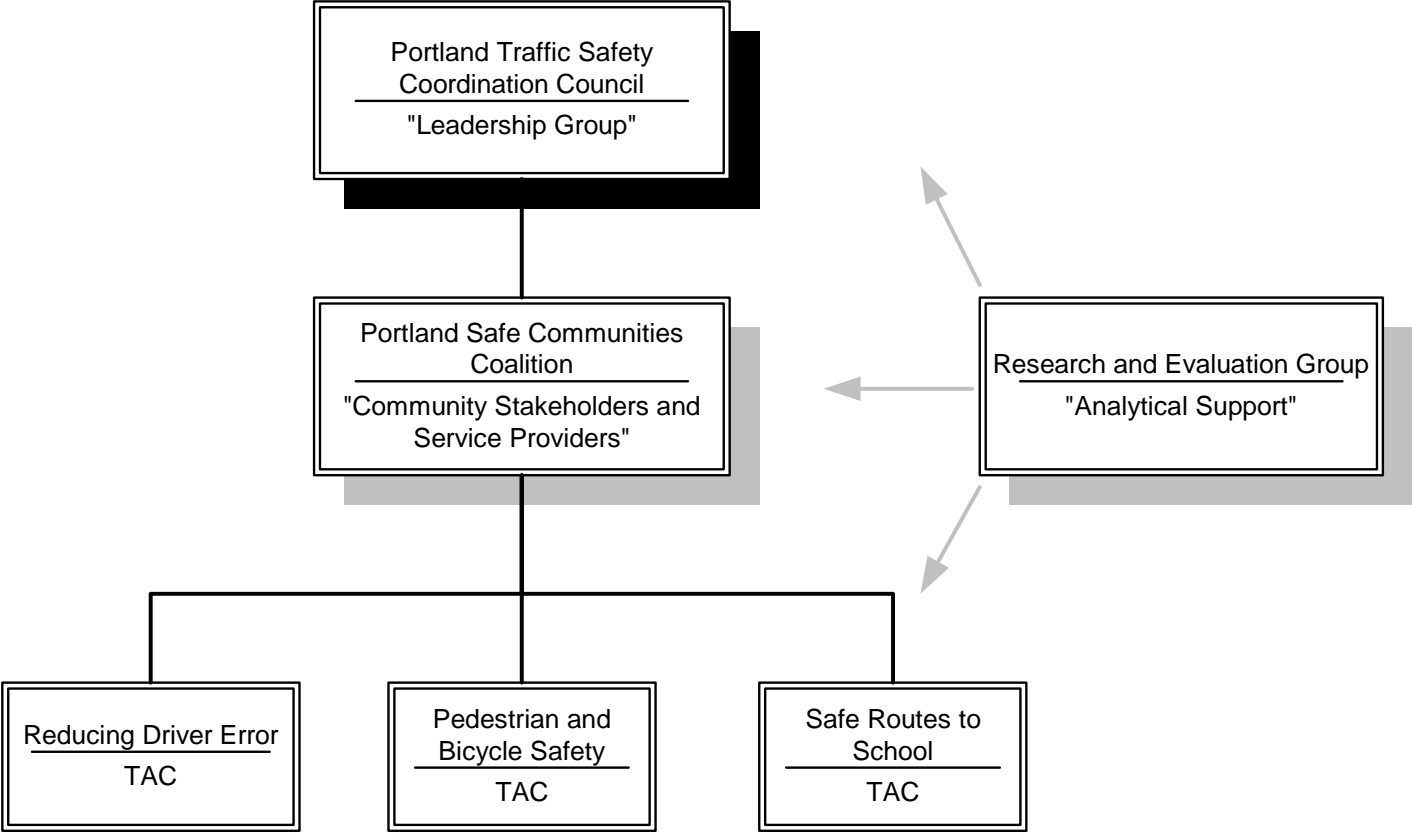 Portland Traffic Safety
Coordination Council
"Leadership Group"
Portland Safe Communities
Coalition
"Community Stakeholders and
Service Providers"
Research and Evaluation Group
"Analytical Support"
Reducing Driver Error
TAC
Pedestrian and
Bicycle Safety
TAC
Safe Routes to
School
TAC